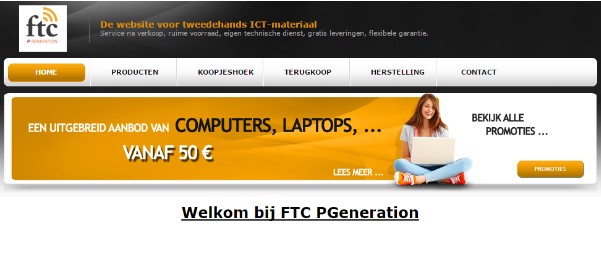 ftc
PGENERATION
De website voor tweedehands ICT-materiaal
Service na verkoop, ruime voorraad, eigen technische dienst, gratis leveringen, flexibele garantie.
HOME PRODUCTEN KOOPJESHOEK TERUGKOOP HERSTELLING CONTACT
EEN UITGEBREID AANBOD VAN COMPUTERS, LAPTOPS, ...
VANAF 50 €
LEES MEER ...
BEKIJK ALLE
PROMOTIES ...
PROMOTIES
Welkom bij FTC PGeneration